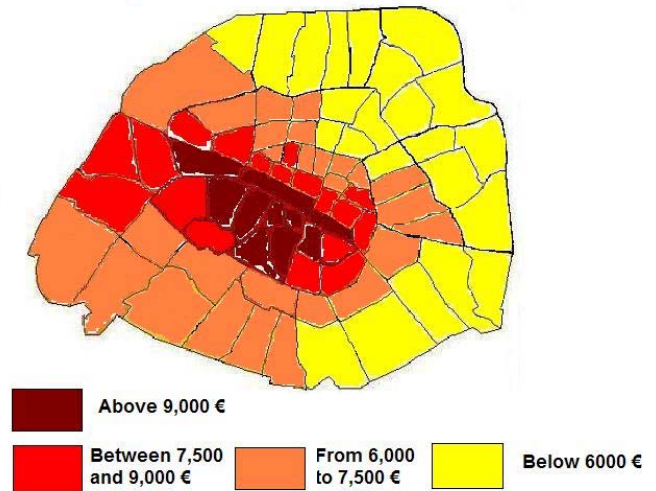 Above 9,000 €
Between 7,500
and 9,000 €
From 6,000
to 7,500 €
Below 6000 €